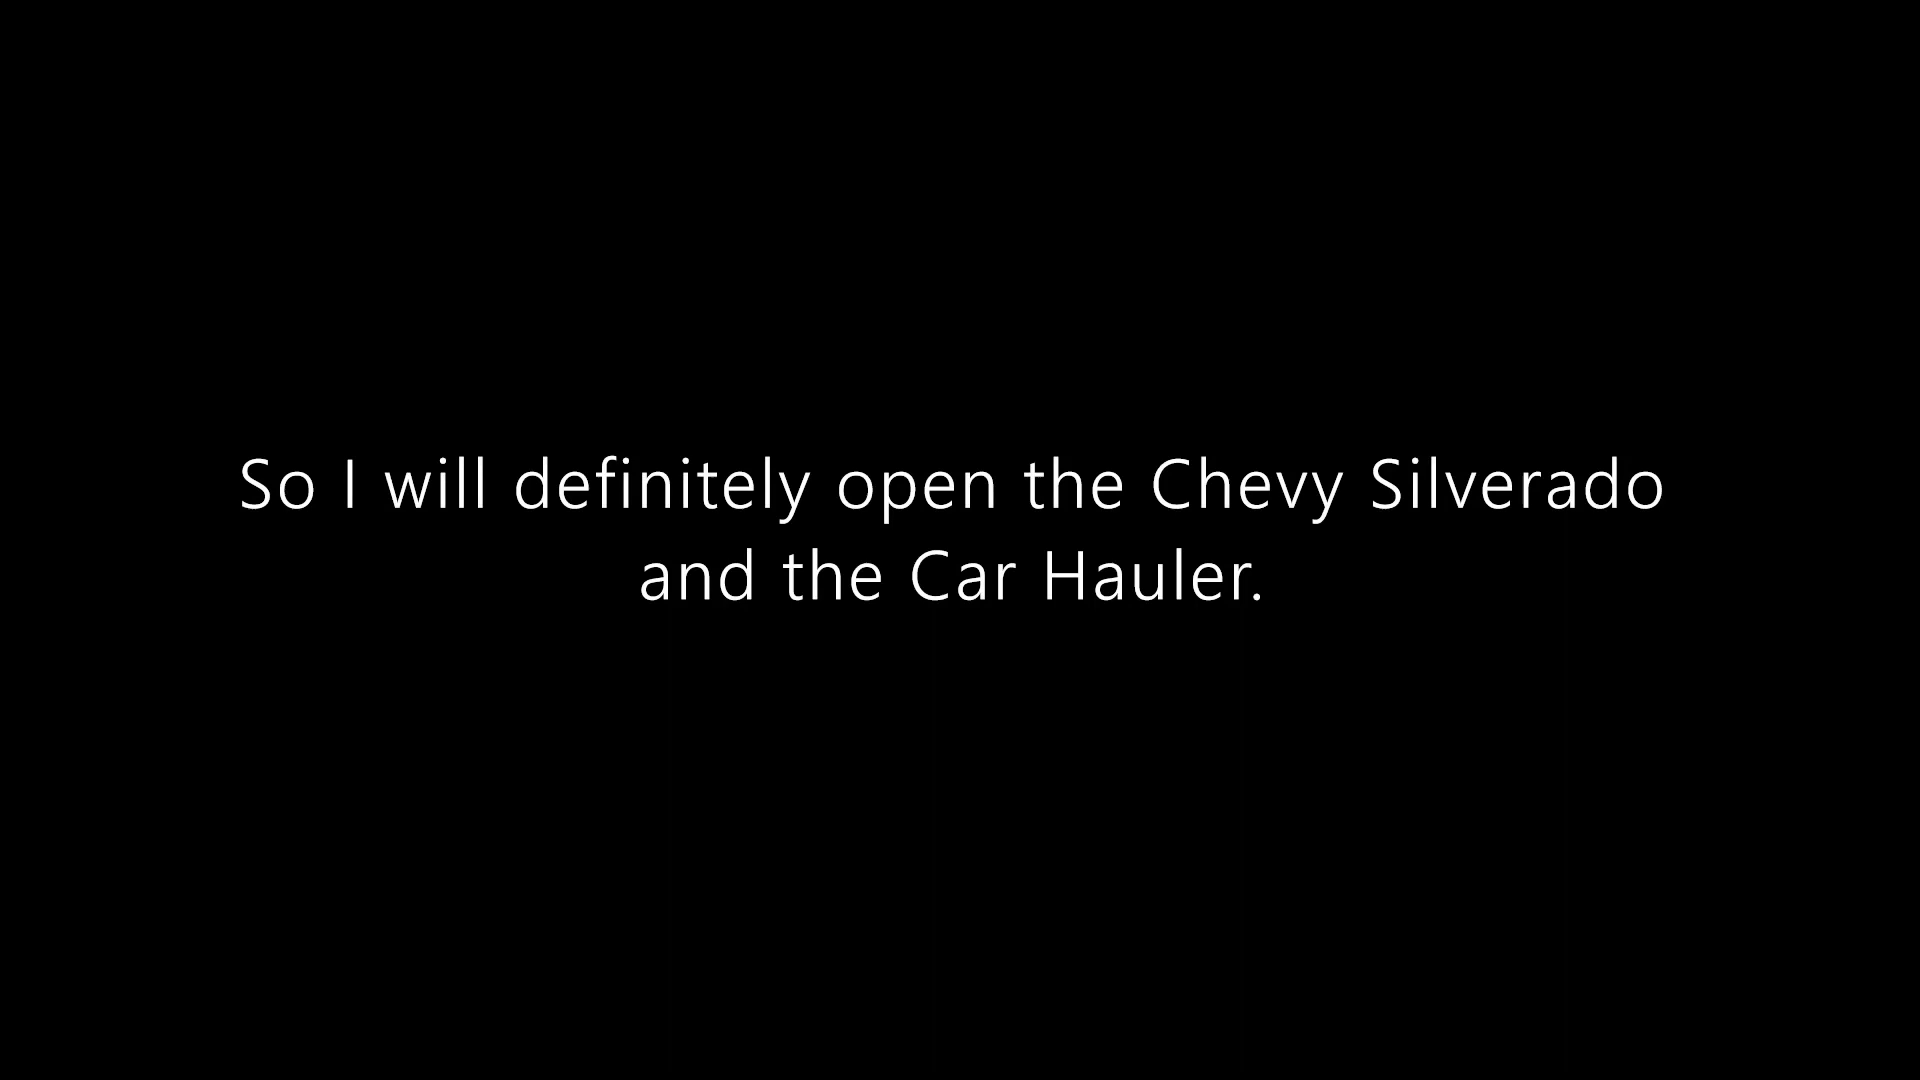 So I will definitely open the Chevy Silverado
and the Car Hauler.